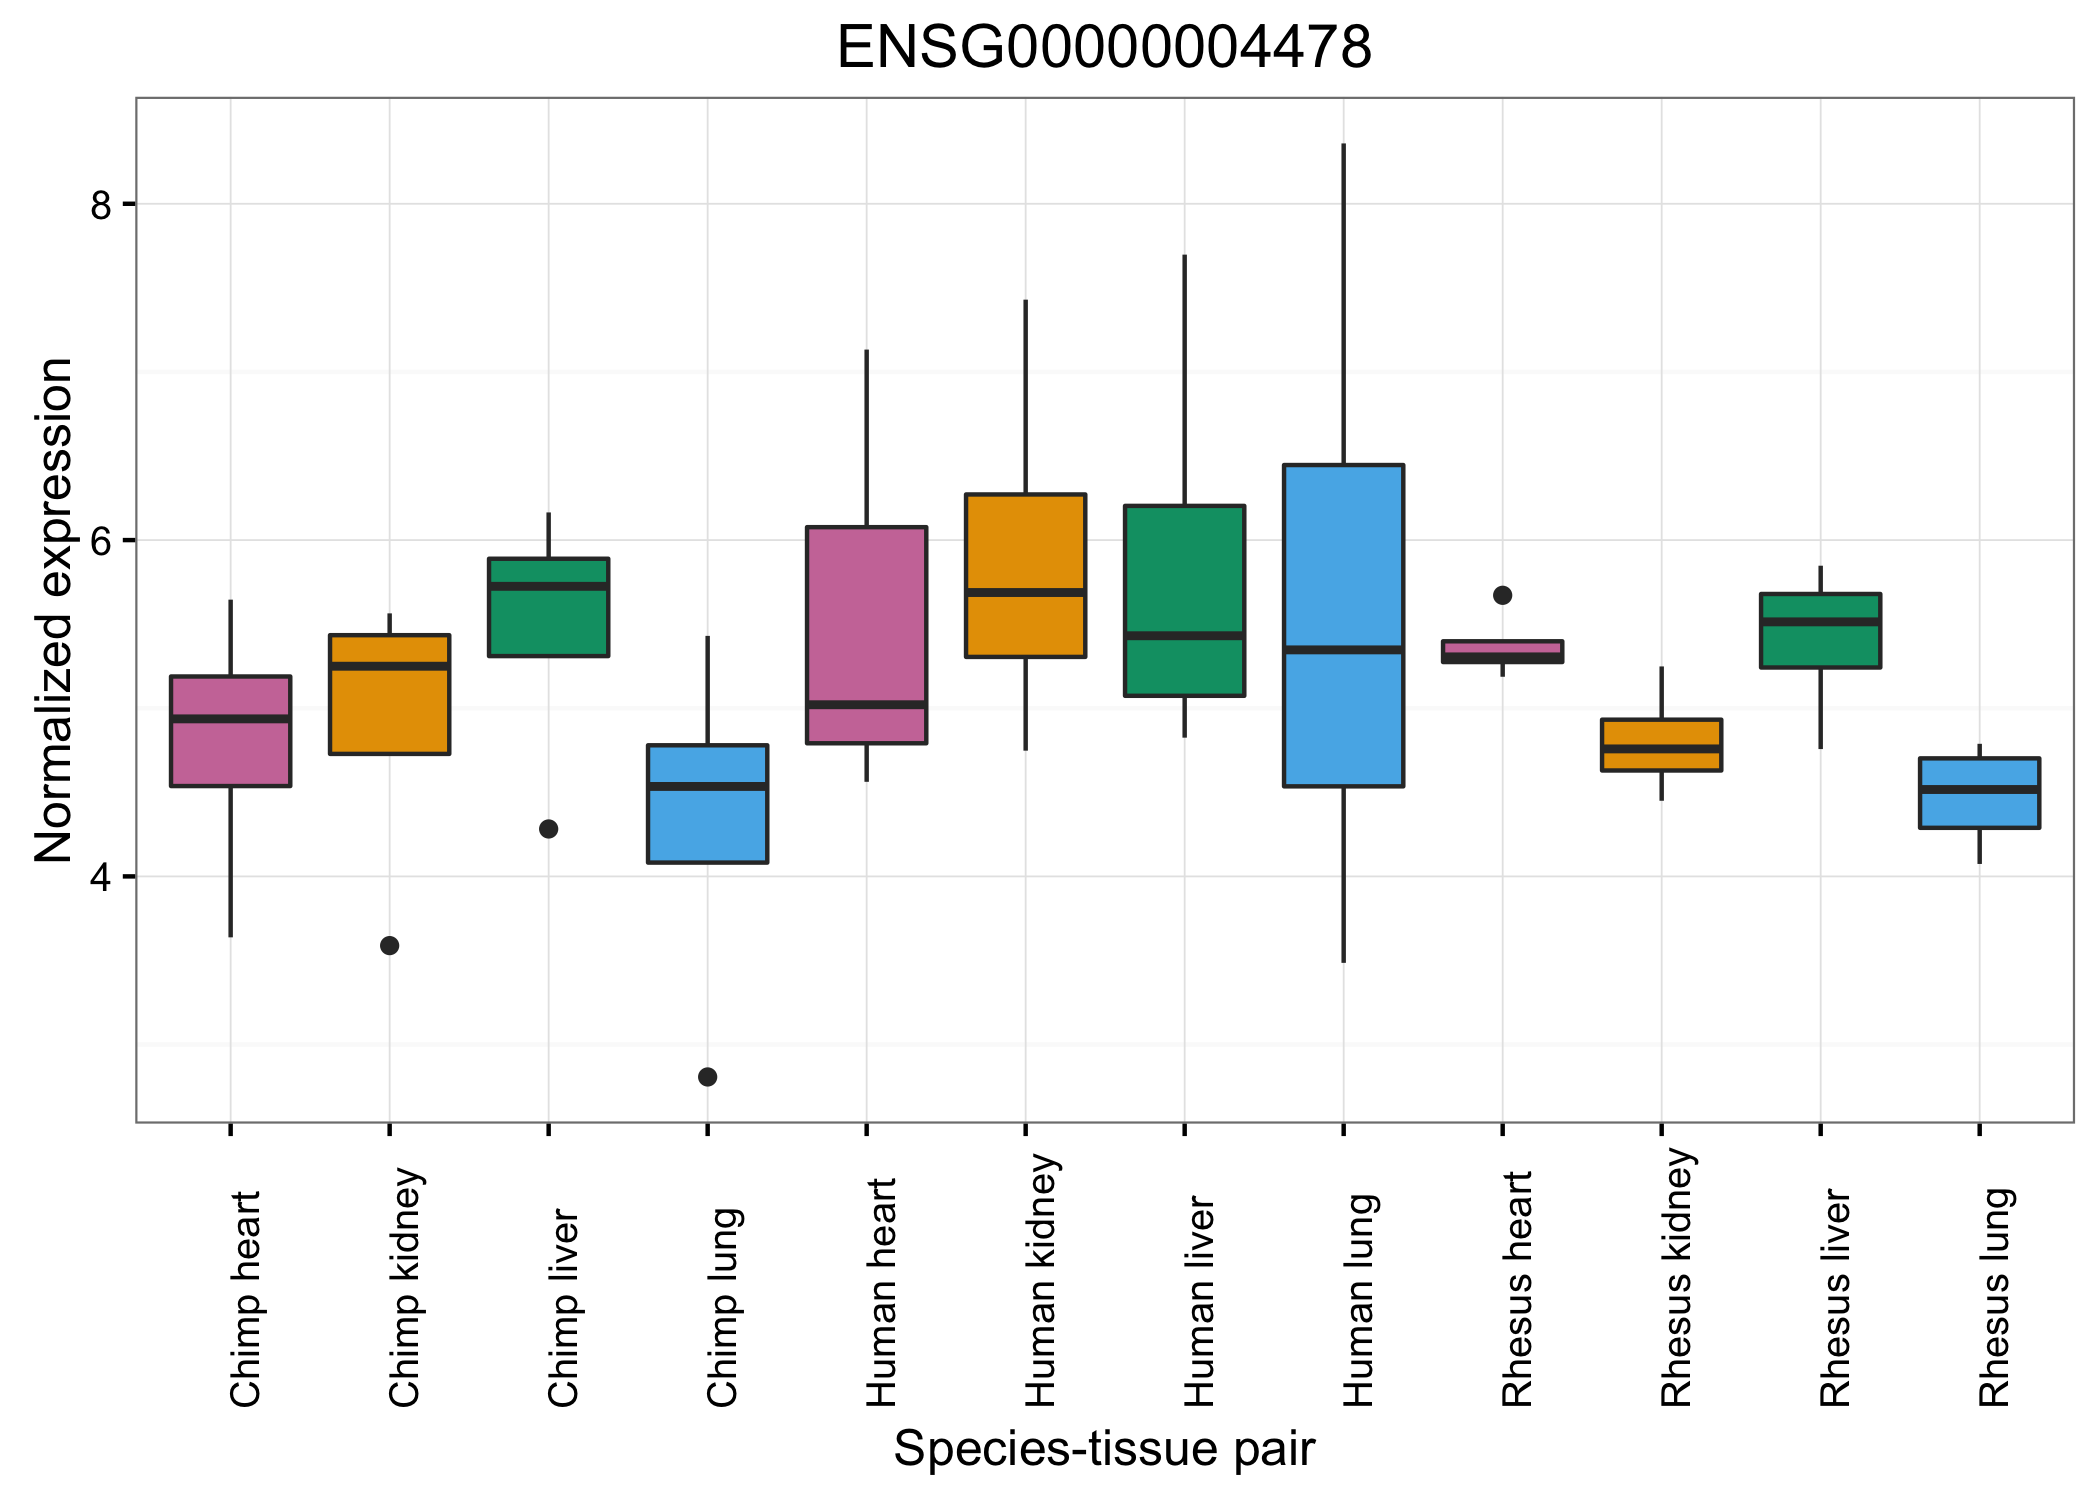 ENSG00000004478
Normalized expression
8
6
4
Chimp heart
Chimp kidney
Chimp liver
Chimp lung
Human heart
Human kidney
Human liver
Human lung
Rhesus heart
Rhesus kidney
Rhesus liver
Rhesus lung
Species-tissue pair